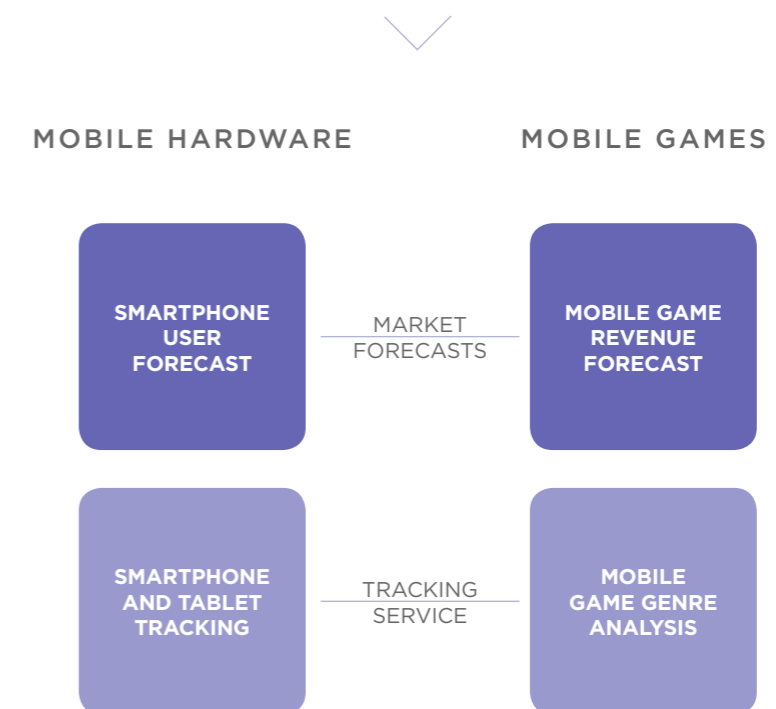 MOBILE HARDWARE
MOBILE GAMES
SMARTPHONE
USER
FORECAST
MARKET
FORECASTS
MOBILE GAME
REVENUE
FORECAST
SMARTPHONE
AND TABLET
TRACKING
TRACKING
SERVICE
MOBILE
GAME GENRE
ANALYSIS